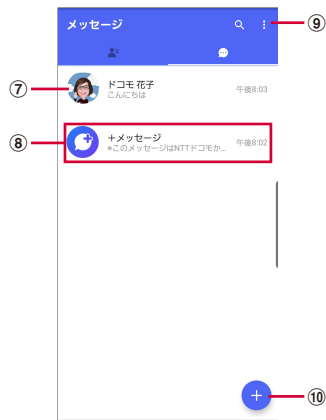 メッセージ
⑨
⑦
ドコモ 花子
午後8:03
こんにちは
⑧
+メッセージ
午後8:02
※このメッセージはNTTドコモか...
⑩